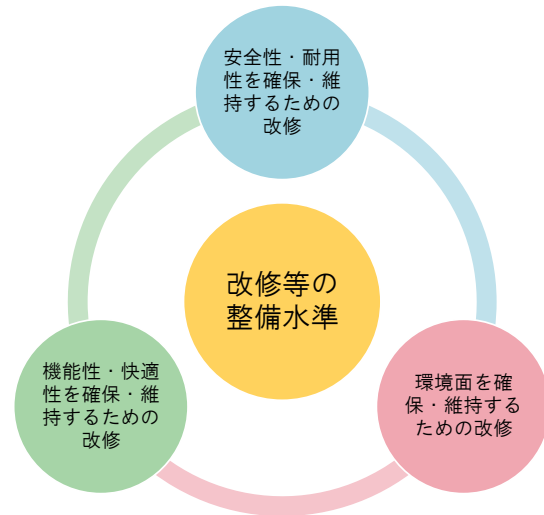 安全性・耐用
性を確保・維
持するための
改修
改修等の
整備水準
機能性・快適
性を確保・維
持するための
改修
環境面を確
保・維持する
ための改修